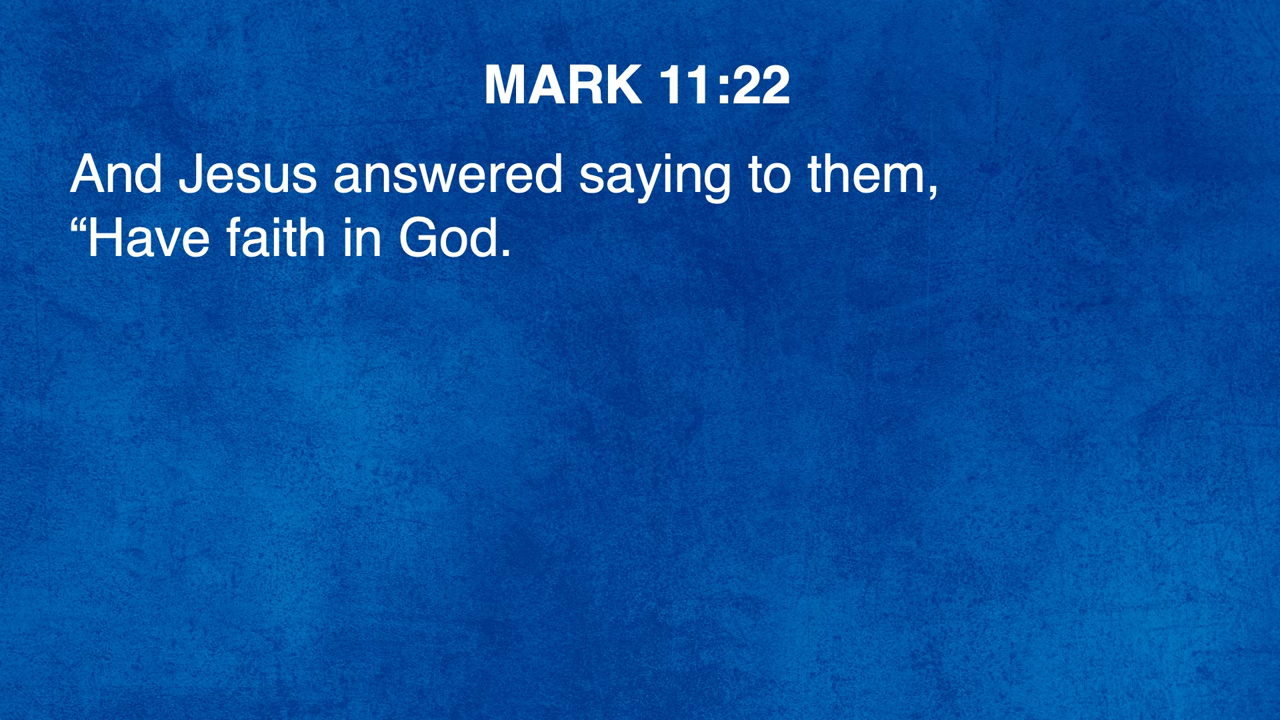 MARK 11:22
And Jesus answered saying to them,
“Have faith in God.